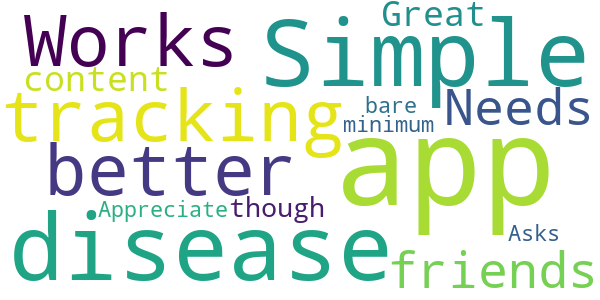 Great
Works Simple
content
tracking bare Needs
minimum
better app
Appreciate though
disease Asks
friends